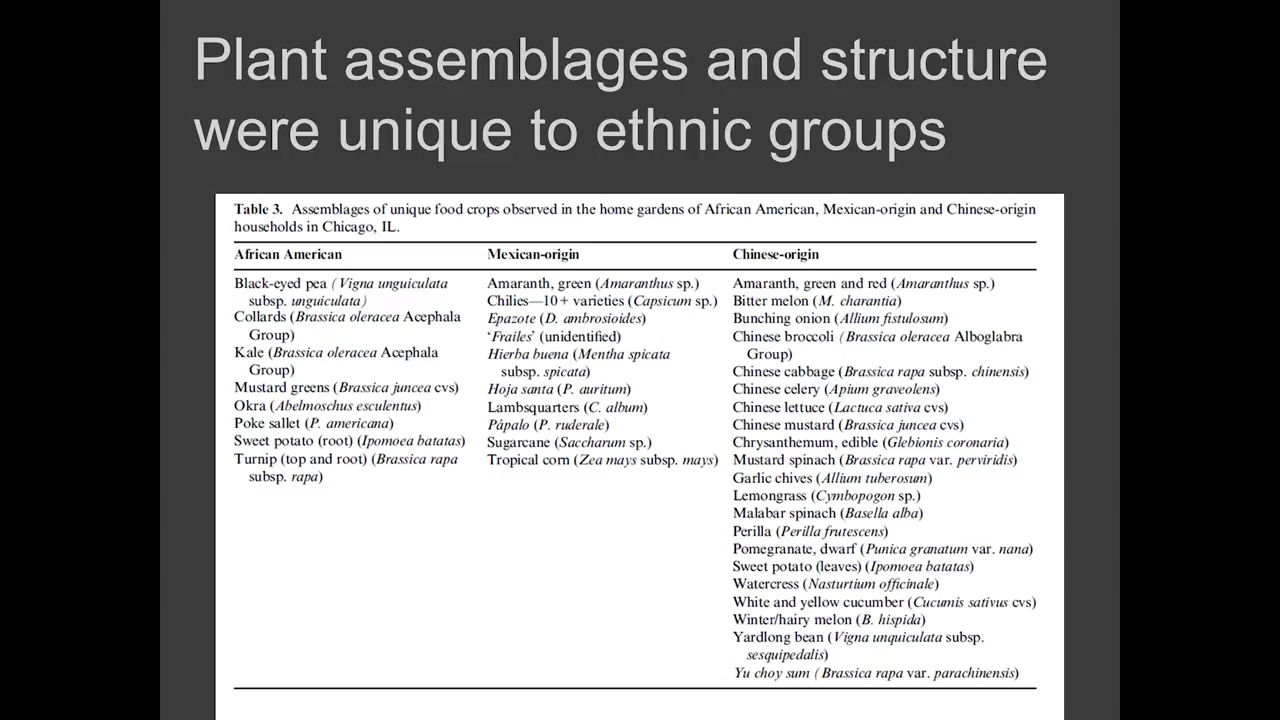 Plant assemblages and structure
were unique to ethnic groups
Table 3. Assemblages of unique food crops observed in the home gardens of African American, Mexican-origin and Chinese-origin
households in Chicago, IL.
African American
Black-eyed pea (Vigna unguiculata
subsp. unguiculata)
Collards (Brassica oleracea Acephala
Group)
Kale (Brassica oleracea Acephala
Group)
Mustard greens (Brassica juncea cvs)
Okra (Abelmoschus esculentus)
Poke sallet (P. americana)
Sweet potato (root) (Ipomoea batatas)
Turnip (top and root) (Brassica rapa
subsp. rapa)
Mexican-origin
Amaranth, green (Amaranthus sp.)
Chilies—10+ varieties (Capsicum sp.)
Epazote (D. ambrosioides)
‘Frailes’ (unidentified)
Hierba buena (Mentha spicata
subsp. spicata)
Hoja santa (P. auritum)
Lambsquarters (C. album)
Pápalo (P. ruderale)
Sugarcane (Saccharum sp.)
Tropical corn (Zea mays subsp. mays)
Chinese-origin
Amaranth, green and red (Amaranthus sp.)
Bitter melon (M. charantia)
Bunching onion (Allium fistulosum)
Chinese broccoli (Brassica oleracea Alboglabra
Group)
Chinese cabbage (Brassica rapa subsp. chinensis)
Chinese celery (Apium graveolens)
Chinese lettuce (Lactuca sativa cvs)
Chinese mustard (Brassica juncea cvs)
Chrysanthemum, edible (Glebionis coronaria)
Mustard spinach (Brassica rapa var. perviridis)
Garlic chives (Allium tuberosum)
Lemongrass (Cymbopogon sp.)
Malabar spinach (Basella alba)
Perilla (Perilla frutescens)
Pomegranate, dwarf (Punica granatum var. nana)
Sweet potato (leaves) (Ipomoea batatas)
Watercress (Nasturtium officinale)
White and yellow cucumber (Cucumis sativus cvs)
Winter/hairy melon (B. hispida)
Yardlong bean (Vigna unquiculata subsp.
sesquipedalis)
Yu choy sum (Brassica rapa var. parachinensis)